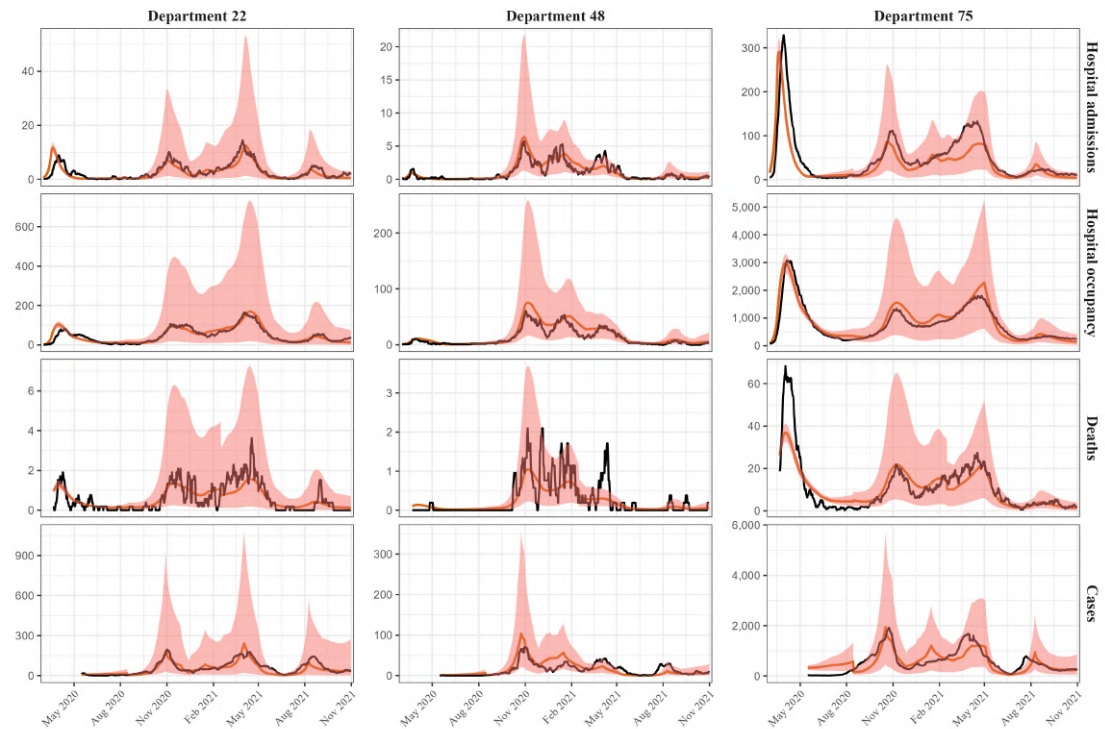 Department 22
Department 48
Department 75
40
20
0
20
15
10
5
0
300
200
100
0
Hospital admissions
600
400
200
0
200
100
0
5,000
4,000
3,000
2,000
1,000
0
Hospital occupancy
6
4
2
0
3
2
1
0
60
40
20
0
Deaths
900
600
300
0
300
200
100
0
6,000
4,000
2,000
0
Cases
May 2020
Aug 2020
Nov 2020
Feb 2021
May 2021
Aug 2021
Nov 2021
May 2020
Aug 2020
Nov 2020
Feb 2021
May 2021
Aug 2021
Nov 2021
May 2020
Aug 2020
Nov 2020
Feb 2021
May 2021
Aug 2021
Nov 2021